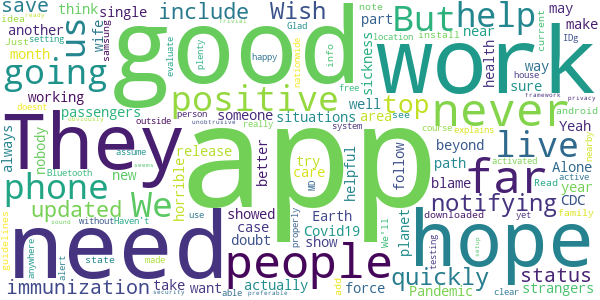 save think single include Wish help top near
idea Just note another part install Glad nationwide info plenty
good work But may make
samsung setting month wife us IDg
going working evaluate happy trivial free sickness health current way
passengers someone positive situations area see house sure android
They app never
always nobody new release horrible try care better helpful well privacy
outside person unobtrusive really system location framework Yeah
phone We updated Bluetooth assume doubt case showed actually Earth Covid19 show
follow path beyond explains course activated active Alone year
live far notifying blame CDC Read family nearby
need people hope
planet quickly status downloaded yet
guidelines anywhere alert state without Haven't use properly MD able
immunization take want made security sound preferable
We'll force Pandemic ade testing clear strangers setup seems doesnt